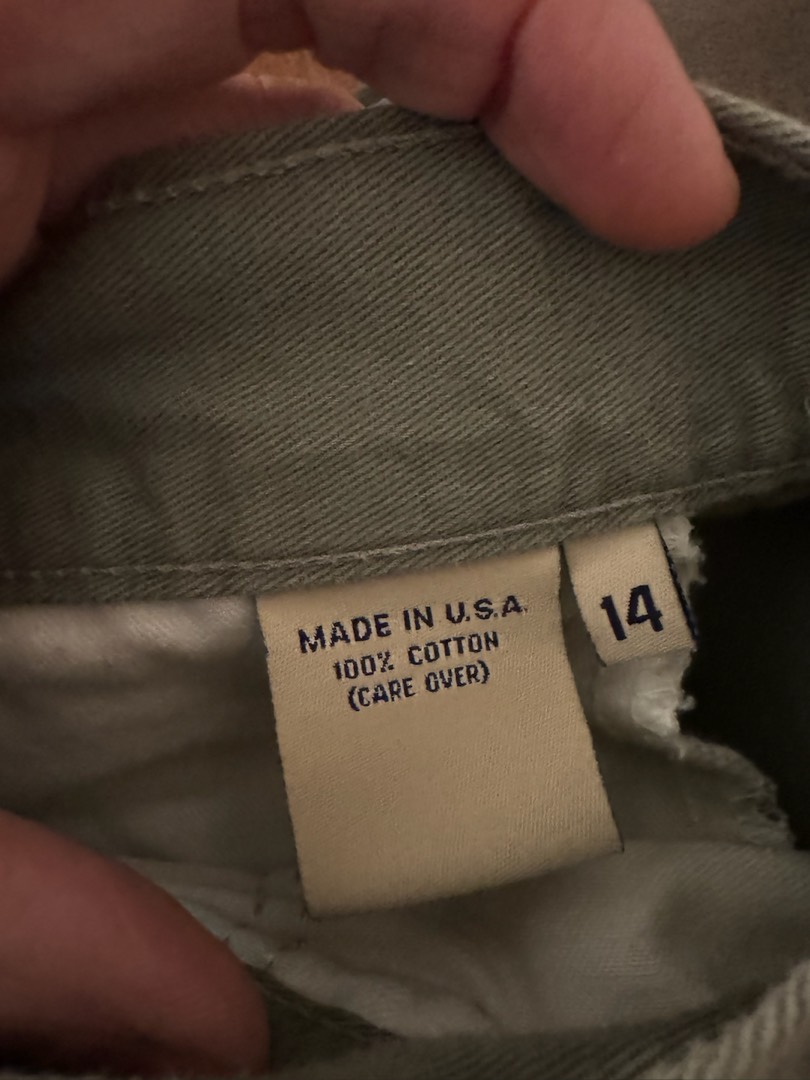 MADE IN U.S.A.
100% COTTON
(CARE OVER)
14